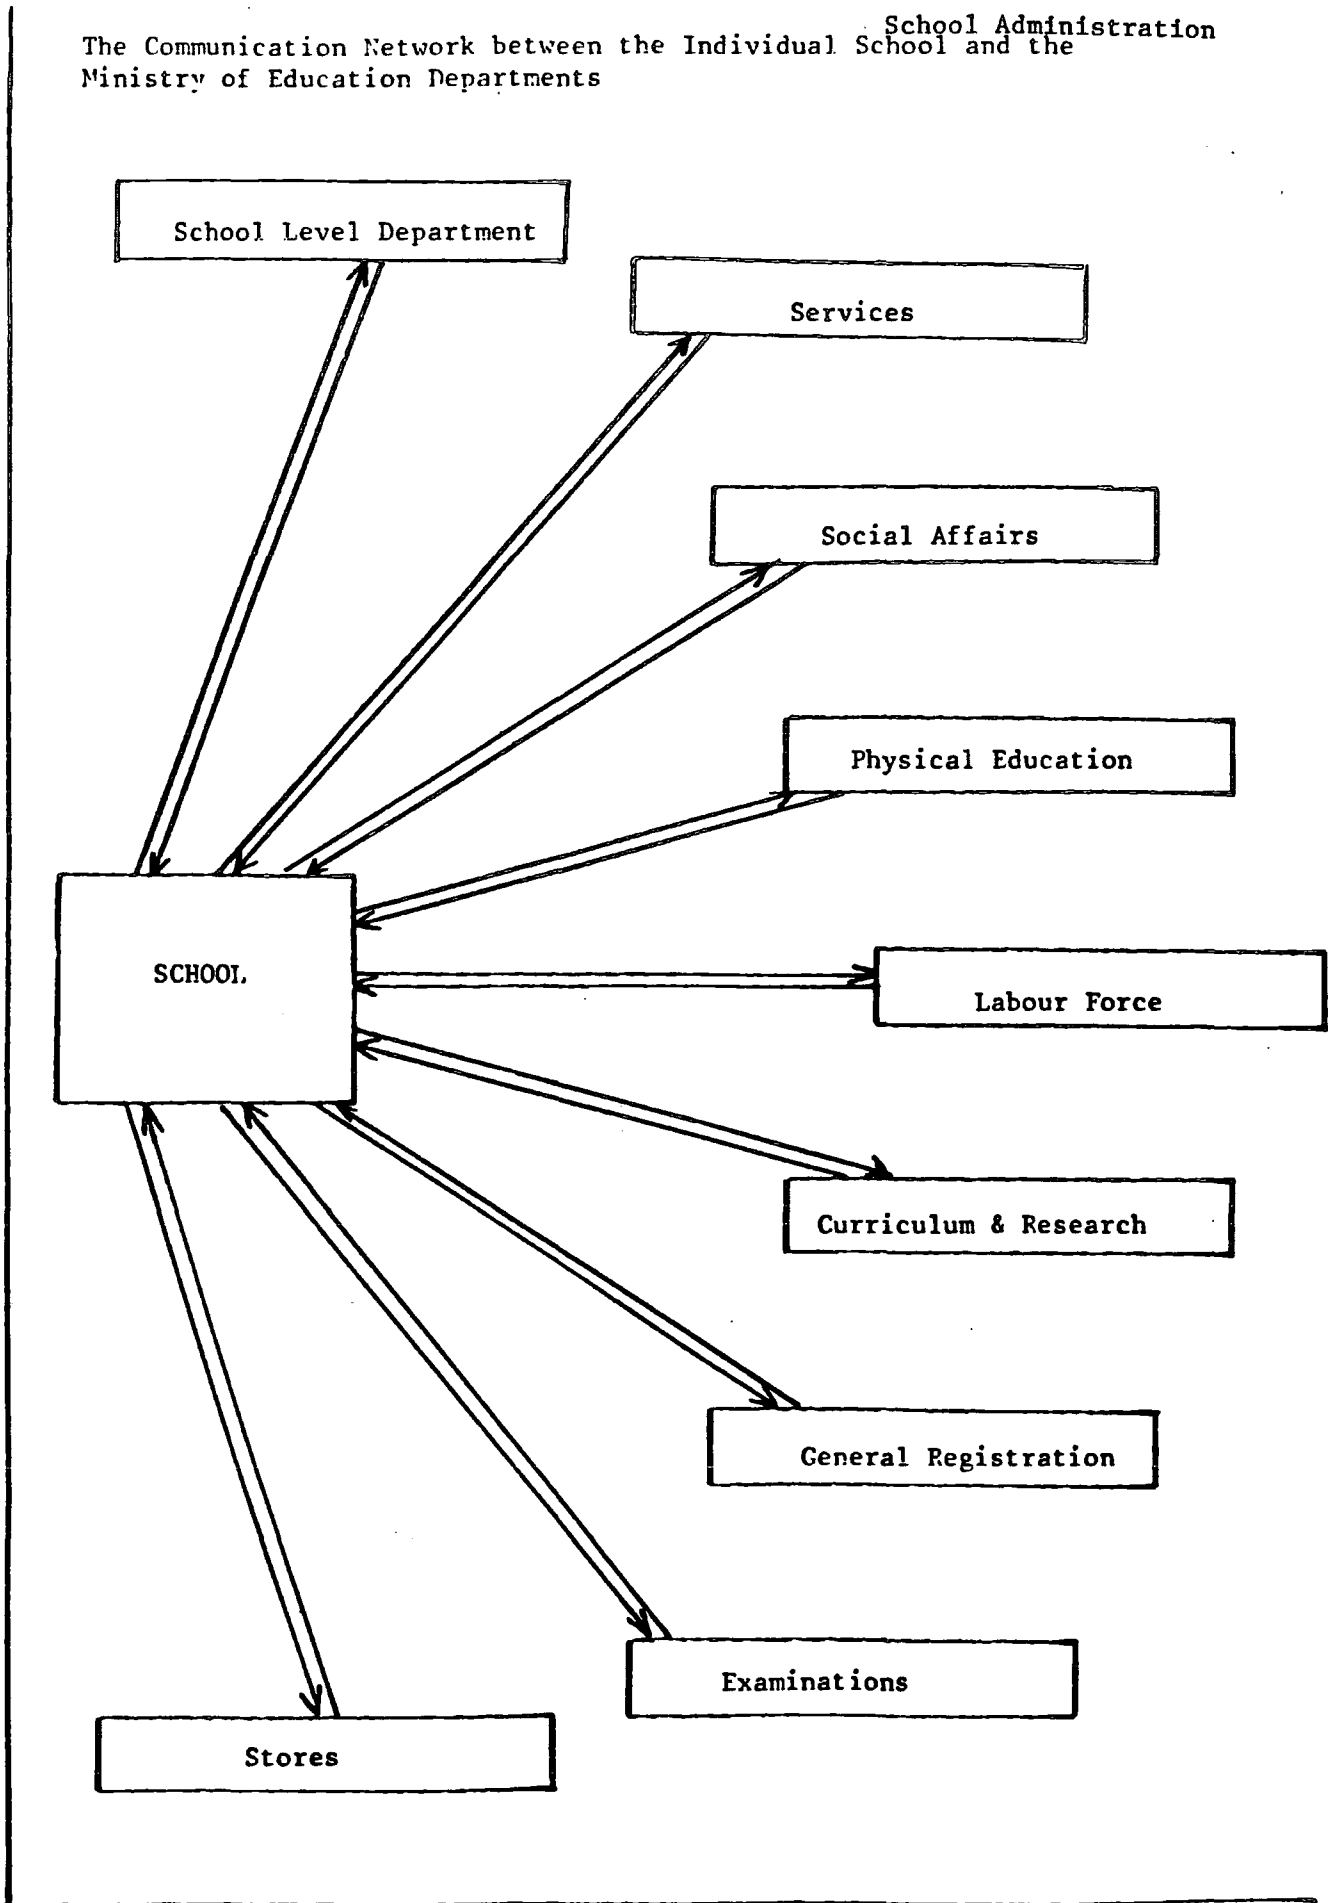 School Administration
The Communication Network between the Individual School and the
Ministry of Education Departments
School Level Department
Services
Social Affairs
Physical Education
SCHOOL
Labour Force
Curriculum & Research
General Registration
Examinations
Stores